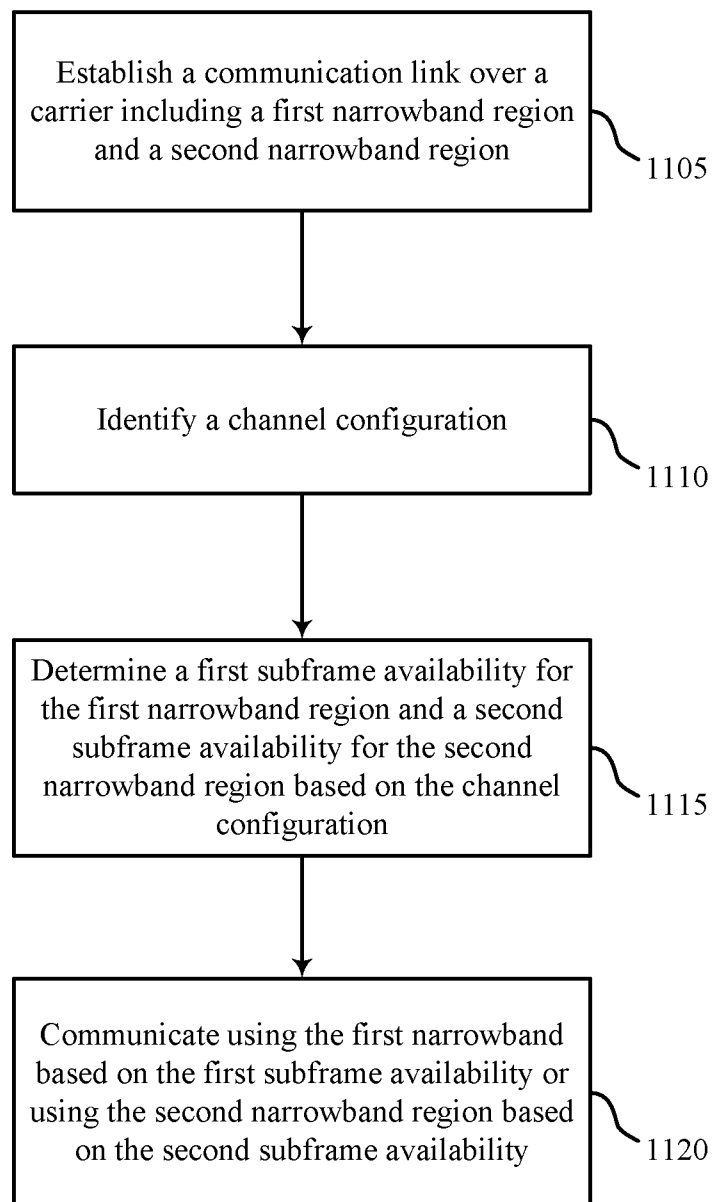 Establish a communication link over a
carrier including a first narrowband region
and a second narrowband region
1105
Identify a channel configuration
1110
Determine a first subframe availability for
the first narrowband region and a second
subframe availability for the second
narrowband region based on the channel
configuration
1115
Communicate using the first narrowband
based on the first subframe availability or
using the second narrowband region based
on the second subframe availability
1120